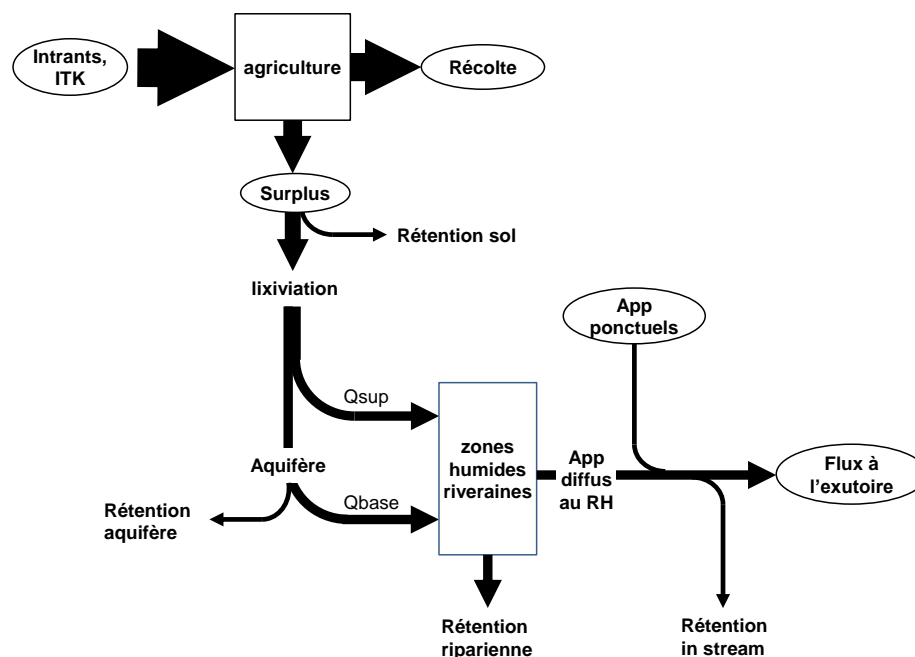 Intrants,
ITK
agriculture
Récolte
Surplus
Rétention sol
lixiviation
App
ponctuels
Qsup
zones
humides
riveraines
Aquifère
App
diffus
au RH
Flux à
l'exutoire
Qbase
Rétention
aquifère
Rétention
riparienne
Rétention
in stream